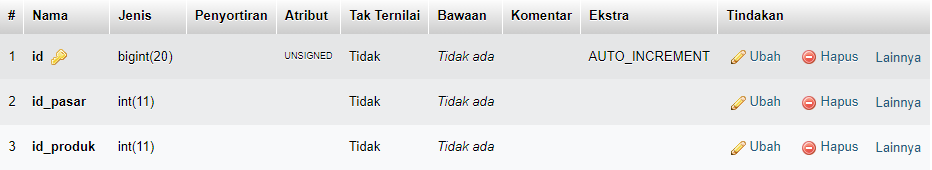 # Nama Jenis Penyortiran Atribut Tak Ternilai Bawaan Komentar Ekstra Tindakan
1 id bigint(20) UNSIGNED Tidak Tidak ada AUTO_INCREMENT Ubah Hapus Lainnya
2 id_pasar int(11) Tidak Tidak ada Ubah Hapus Lainnya
3 id_produk int(11) Tidak Tidak ada Ubah Hapus Lainnya